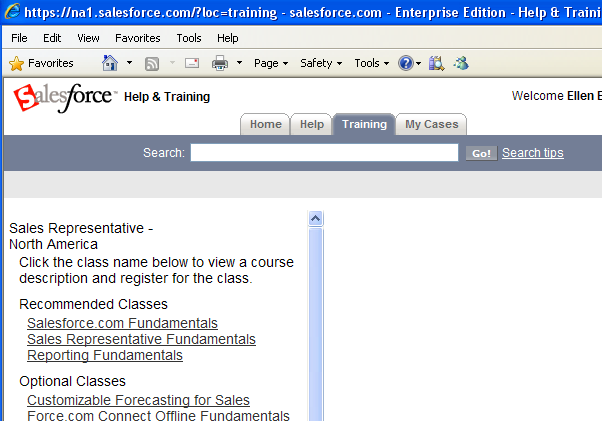 https://na1.salesforce.com/?loc=training - salesforce.com - Enterprise Edition - Help & Traini
File Edit View Favorites Tools Help
Favorites Page Safety Tools
Salesforce™ Help & Training Welcome Ellen
Home Help Training My Cases
Search: Go! Search tips
Sales Representative -
North America
Click the class name below to view a course
description and register for the class.
Recommended Classes
Salesforce.com Fundamentals
Sales Representative Fundamentals
Reporting Fundamentals
Optional Classes
Customizable Forecasting for Sales
Force.com Connect Offline Fundamentals